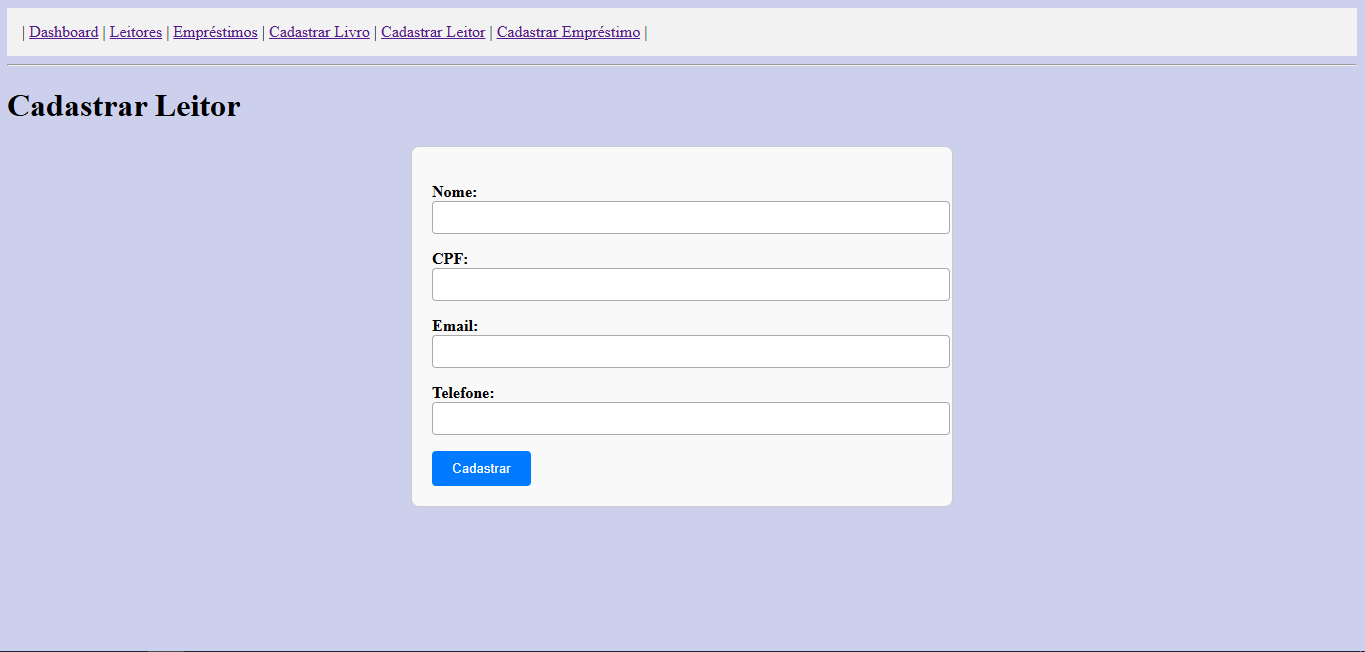 | Dashboard | Leitores | Empréstimos | Cadastrar Livro | Cadastrar Leitor | Cadastrar Empréstimo |
Cadastrar Leitor
Nome:
CPF:
Email:
Telefone:
Cadastrar